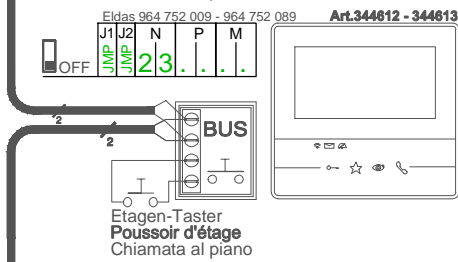 Eldas 964 752 009 - 964 752 089
Art.344612 - 344613
J1 J2 N P M
JMP JMP 2 3 . . . .
OFF
2
2
BUS
Etagen-Taster
Poussoir d'étage
Chiamata al piano